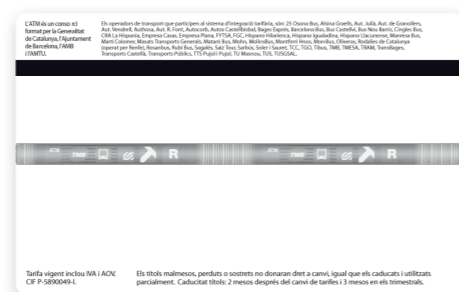 L'ATM és un consorci
format per la Generalitat
de Catalunya, l'Ajuntament
de Barcelona, l'AMB
i l'AMTU.
Els operadors de transport que participen al sistema d'integració tarifària, són: 25 Osona Bus, Alsina Graells, Aut. Julià, Aut. de Granollers,
Aut. Vendrell, Authosa, Aut. R. Font, Autocorb, Autos Castellbisbal, Bages Exprés, Barcelona Bus, Bus Castellví, Bus Nou Barris, Cingles Bus,
CRA La Hispania, Empresa Casas, Empresa Plana, FYTSA, FGC, Hispano Hilarienca, Hispano Igualadina, Hispano Llacunense, Manresa Bus,
Martí Colomer, Masats Transports Generals, Mataró Bus, Mohn, Molins Bus, Montferri Hnos, Montbus, Oliveras, Rodalies de Catalunya
(operat per Renfe), Rosanbus, Rubí Bus, Sagalés, Saiz Tour, Sarbús, Soler i Sauret, TCC, TGO, Tibus, TMB, TMESA, TRAM, TransBages,
Transports Castellà, Transports Públics, TTS Pujol i Pujol, TU Masnou, TUS, TUSGSAL.
ATM TMB R ATM TMB R
Tarifa vigent inclou IVA i AOV.
CIF P-5890049-I.
Els títols malmesos, perduts o sostrets no donaran dret a canvi, igual que els caducats i utilitzats
parcialment. Caducitat títols: 2 mesos després del canvi de tarifes i 3 mesos en els trimestrals.